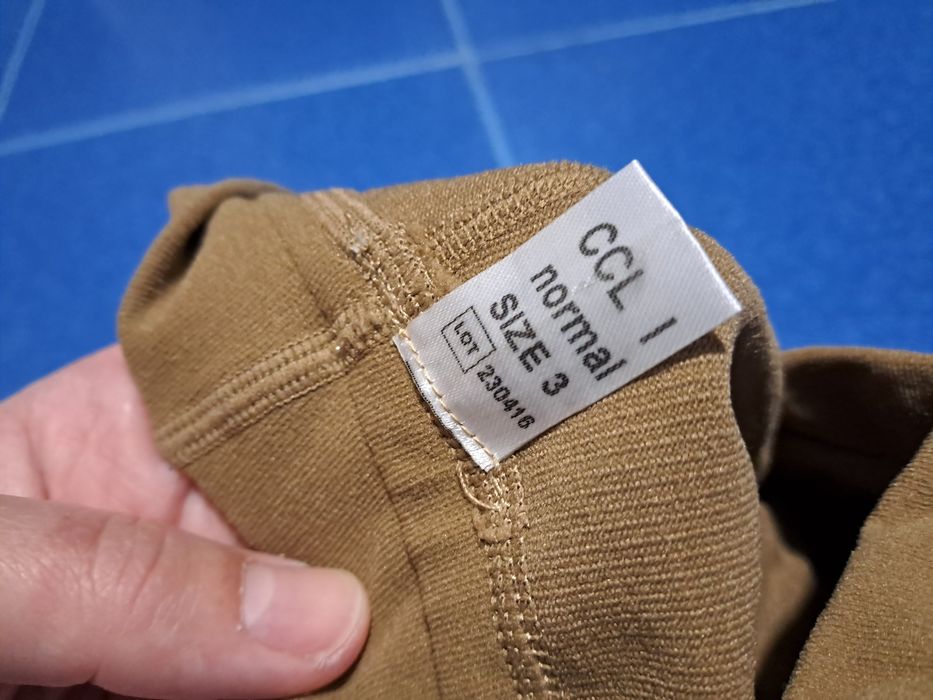 CCL I
normal
SIZE 3
LOT 230416